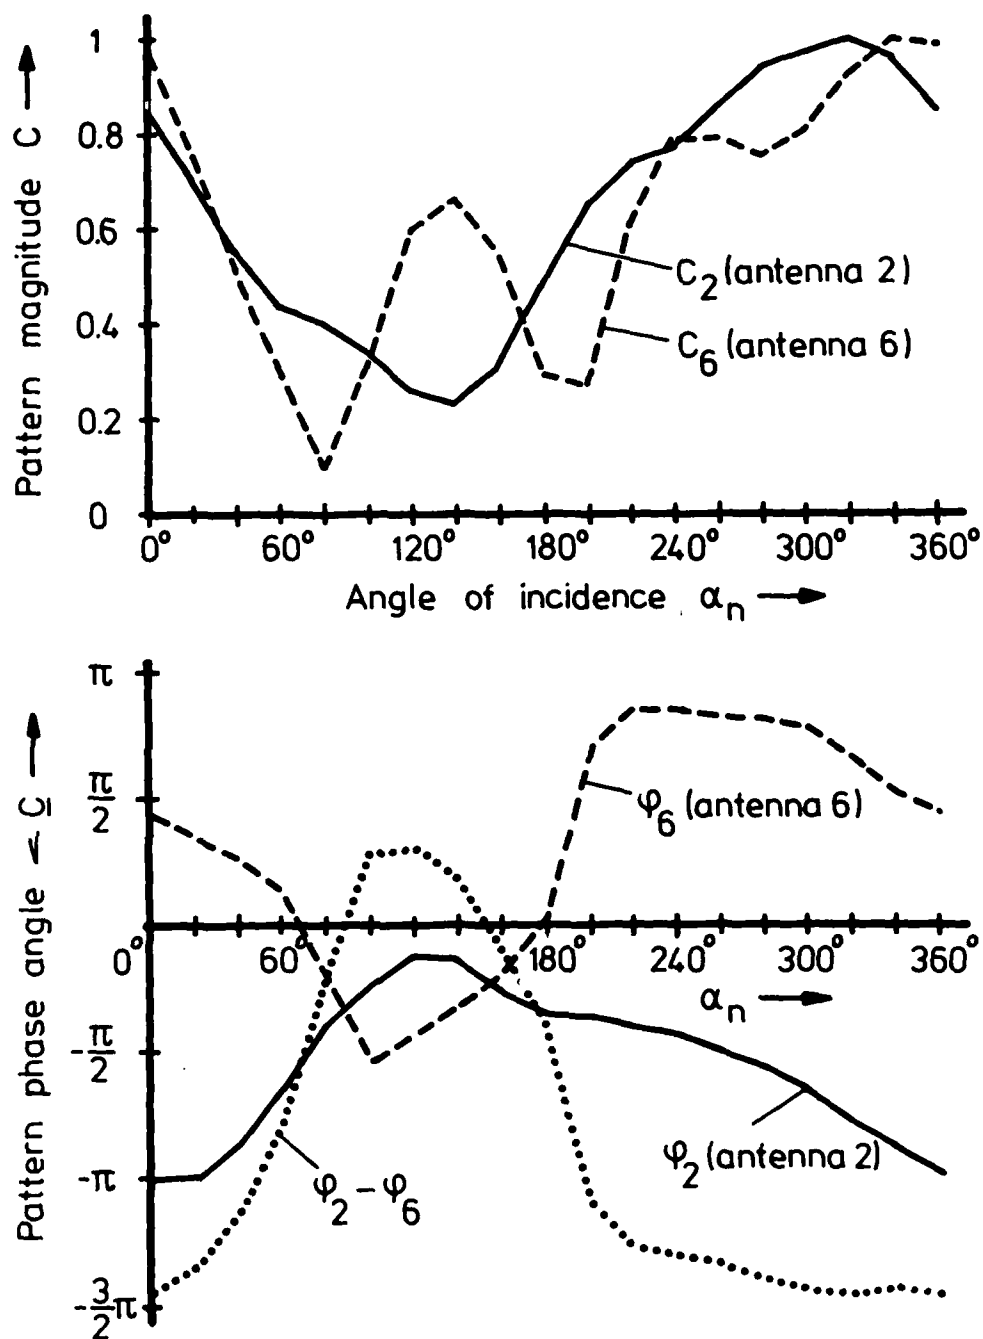 Pattern magnitude C
1
0.8
0.6
0.4
0.2
0
C₂ (antenna 2)
C₆ (antenna 6)
0° 60° 120° 180° 240° 300° 360°
Angle of incidence αₙ
Pattern phase angle ∢ C̲
π
π/2
-π/2
-π
-3/2π
φ₆ (antenna 6)
0° 60° 180° 240° 300° 360°
αₙ
φ₂ (antenna 2)
φ₂-φ₆